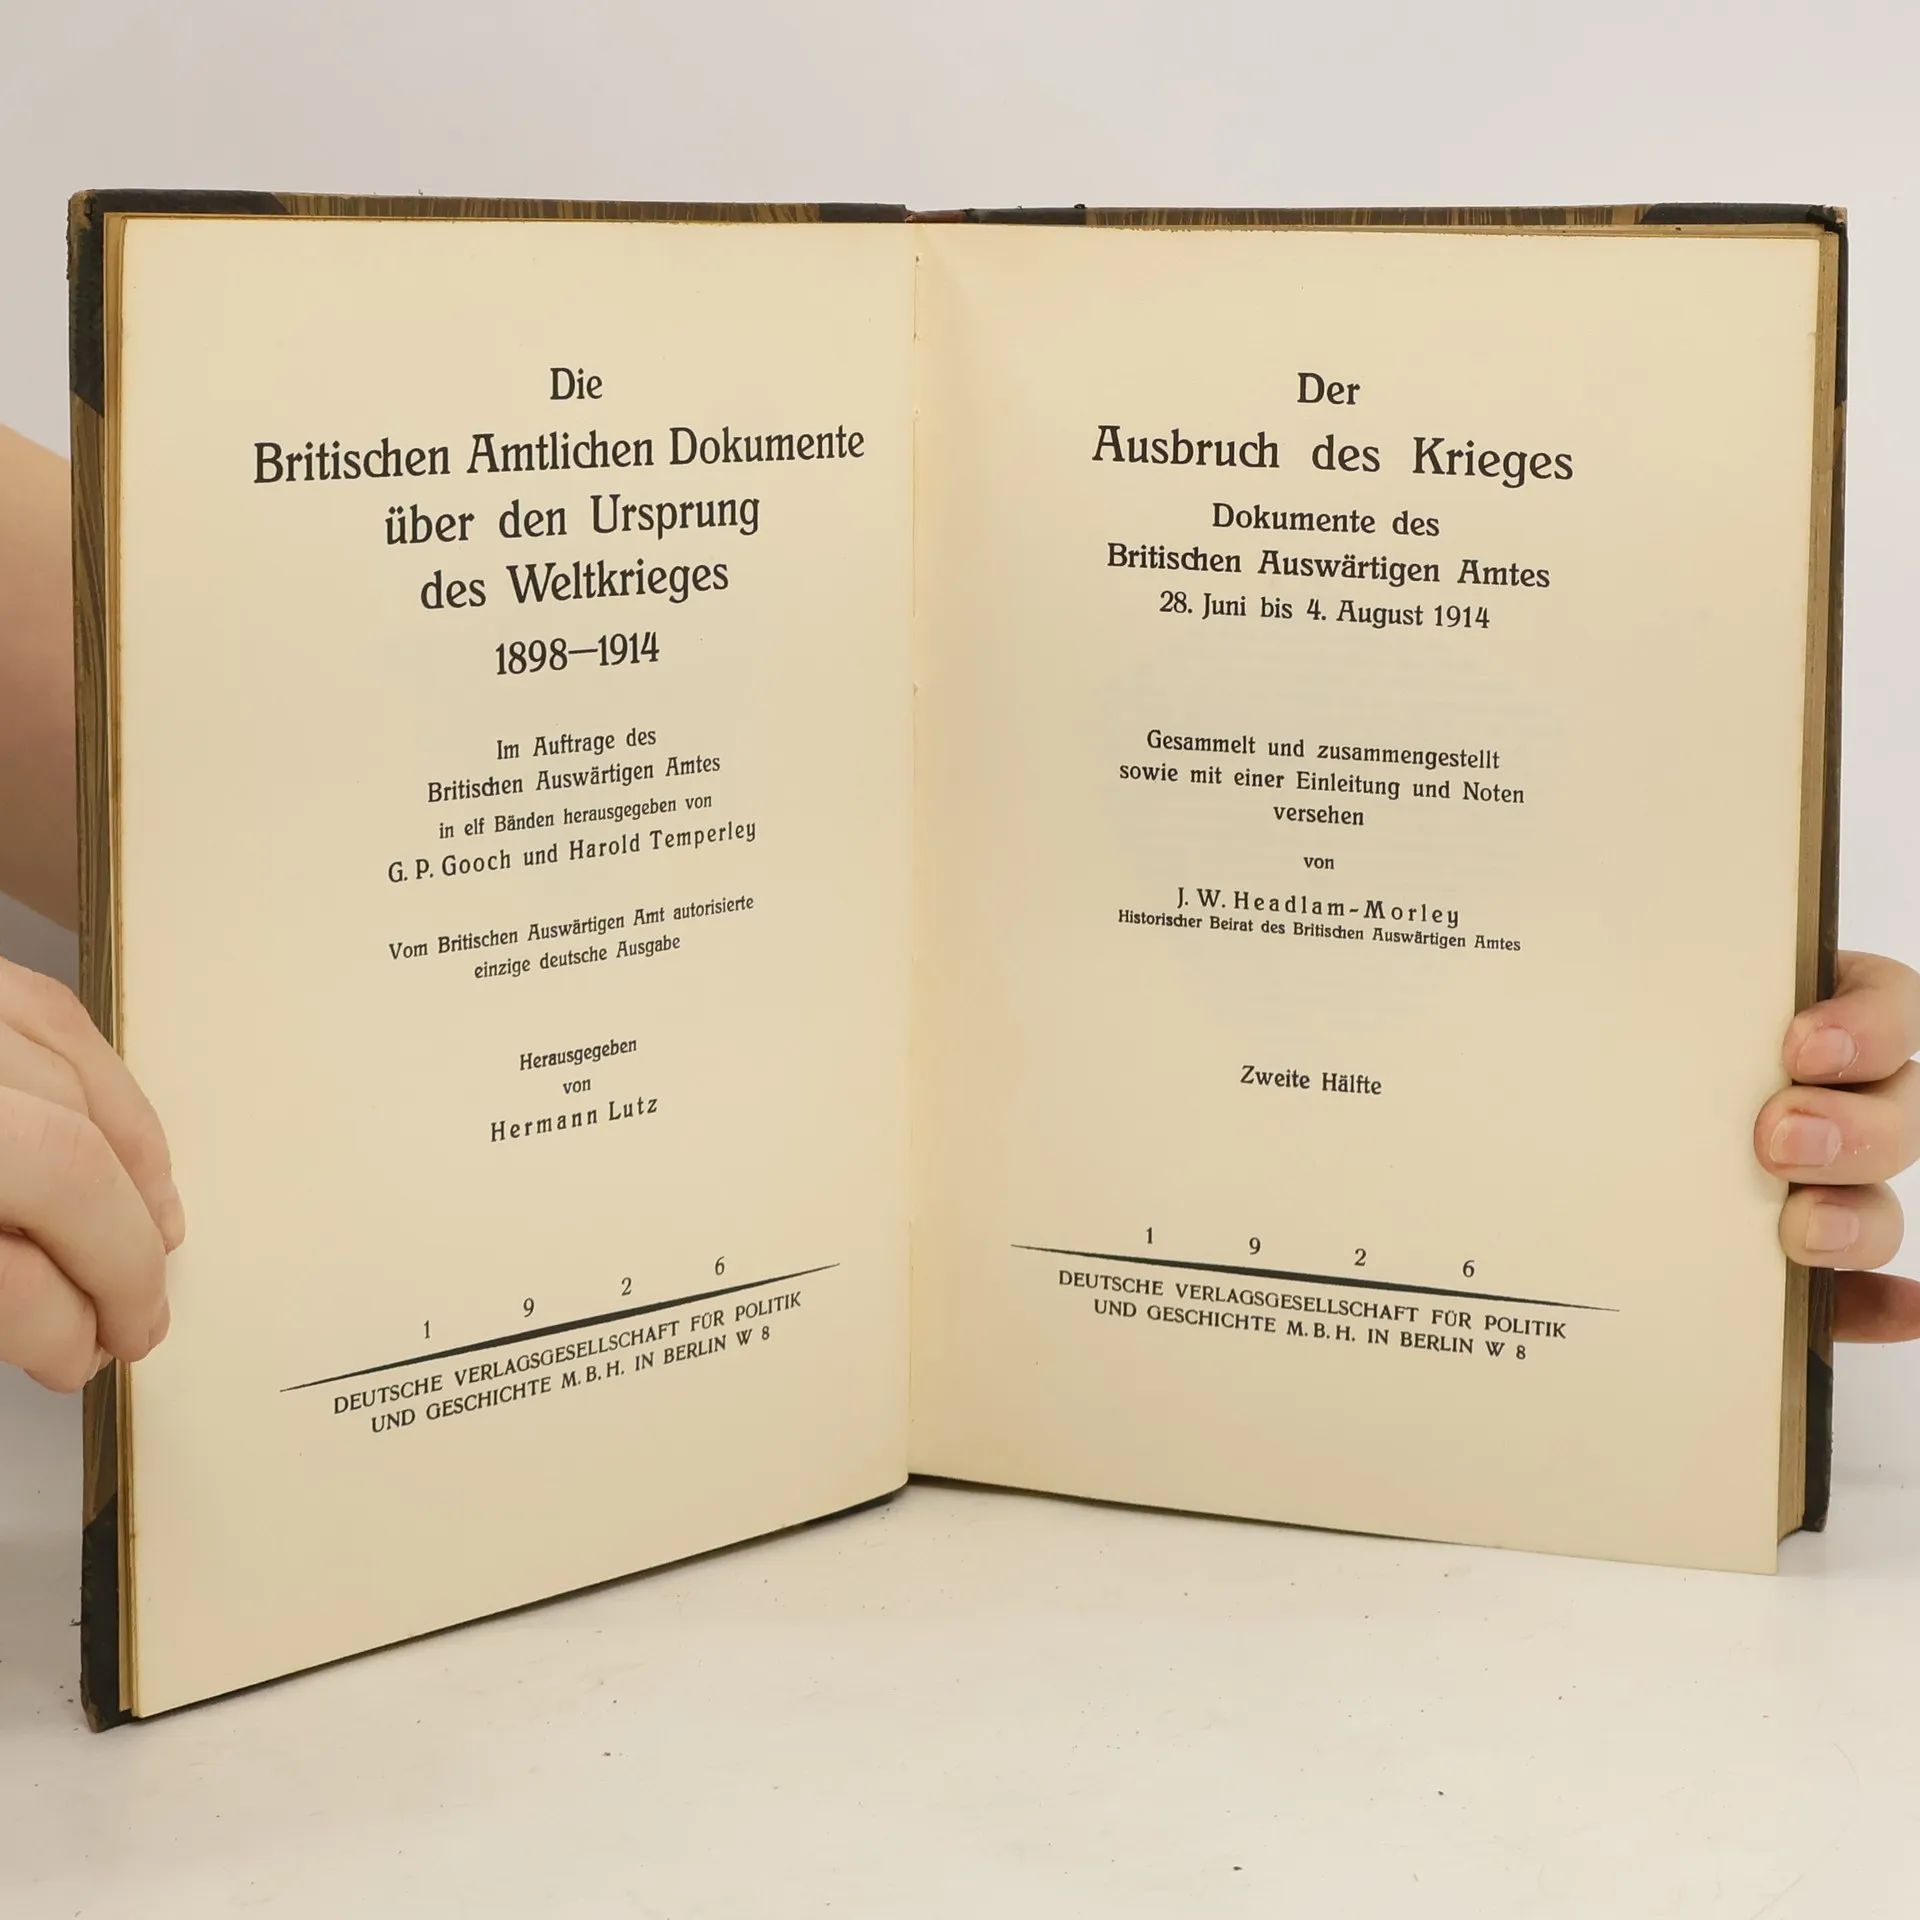 Die
Britischen Amtlichen Dokumente
über den Ursprung
des Weltkrieges
1898—1914
Im Auftrage des
Britischen Auswärtigen Amtes
in elf Bänden herausgegeben von
G. P. Gooch und Harold Temperley
Vom Britischen Auswärtigen Amt autorisierte
einzige deutsche Ausgabe
Herausgegeben
von
Hermann Lutz
1 9 2 6
DEUTSCHE VERLAGSGESELLSCHAFT FÜR POLITIK
UND GESCHICHTE M. B. H. IN BERLIN W 8
Der
Ausbruch des Krieges
Dokumente des
Britischen Auswärtigen Amtes
28. Juni bis 4. August 1914
Gesammelt und zusammengestellt
sowie mit einer Einleitung und Noten
versehen
von
J. W. Headlam-Morley
Historischer Beirat des Britischen Auswärtigen Amtes
Zweite Hälfte
1 9 2 6
DEUTSCHE VERLAGSGESELLSCHAFT FÜR POLITIK
UND GESCHICHTE M. B. H. IN BERLIN W 8